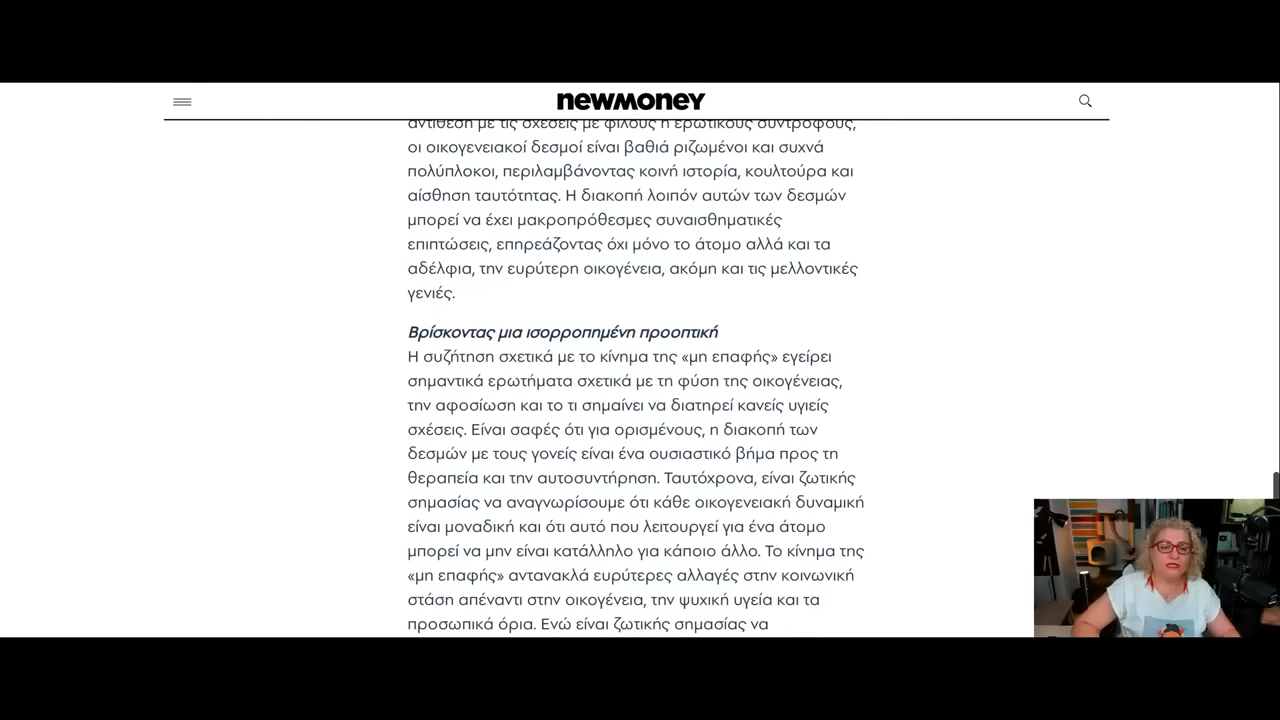 newmoney
αντίθεση με τις σχέσεις με φίλους ή ερωτικούς συντρόφους,
οι οικογενειακοί δεσμοί είναι βαθιά ριζωμένοι και συχνά
πολύπλοκοι, περιλαμβάνοντας κοινή ιστορία, κουλτούρα και
αίσθηση ταυτότητας. Η διακοπή λοιπόν αυτών των δεσμών
μπορεί να έχει μακροπρόθεσμες συναισθηματικές
επιπτώσεις, επηρεάζοντας όχι μόνο το άτομο αλλά και τα
αδέλφια, την ευρύτερη οικογένεια, ακόμη και τις μελλοντικές
γενιές.
Βρίσκοντας μια ισορροπημένη προοπτική
Η συζήτηση σχετικά με το κίνημα της «μη επαφής» εγείρει
σημαντικά ερωτήματα σχετικά με τη φύση της οικογένειας,
την αφοσίωση και το τι σημαίνει να διατηρεί κανείς υγιείς
σχέσεις. Είναι σαφές ότι για ορισμένους, η διακοπή των
δεσμών με τους γονείς είναι ένα ουσιαστικό βήμα προς τη
θεραπεία και την αυτοσυντήρηση. Ταυτόχρονα, είναι ζωτικής
σημασίας να αναγνωρίσουμε ότι κάθε οικογενειακή δυναμική
είναι μοναδική και ότι αυτό που λειτουργεί για ένα άτομο
μπορεί να μην είναι κατάλληλο για κάποιο άλλο. Το κίνημα της
«μη επαφής» αντανακλά ευρύτερες αλλαγές στην κοινωνική
στάση απέναντι στην οικογένεια, την ψυχική υγεία και τα
προσωπικά όρια. Ενώ είναι ζωτικής σημασίας να